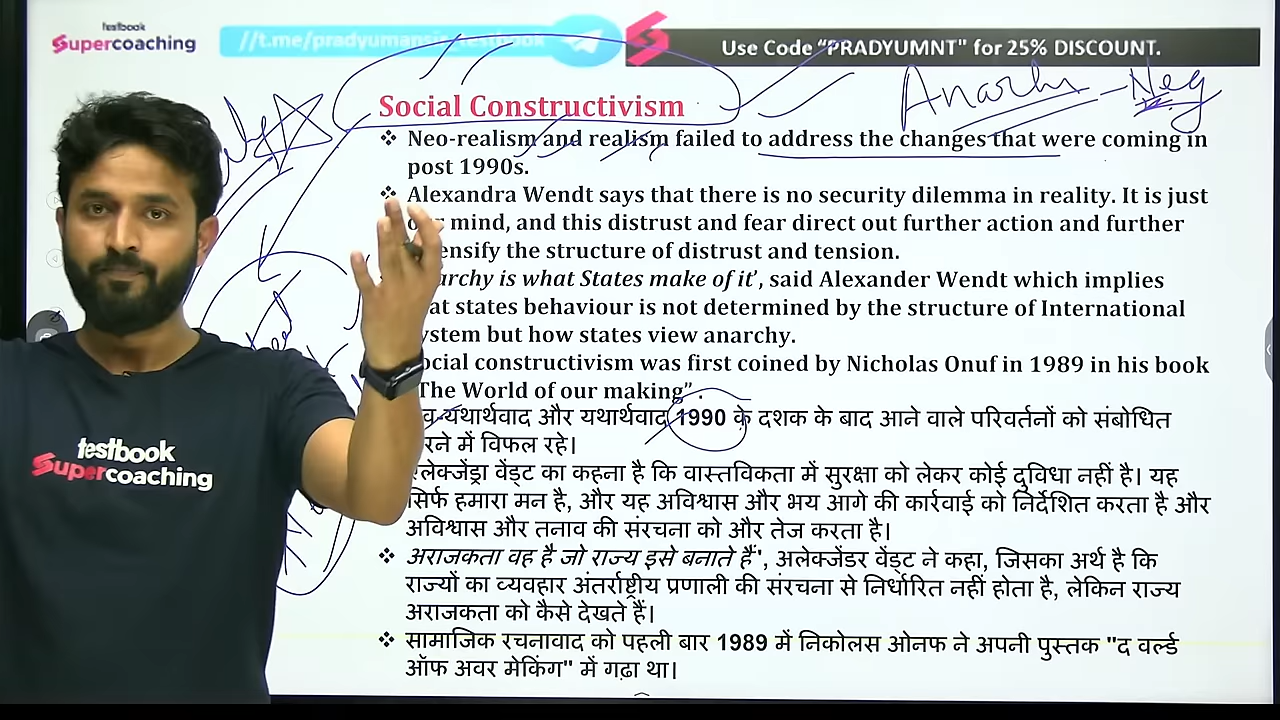 testbook
Supercoaching
//t.me/pradyumansir_testbook
Use Code “PRADYUMNT" for 25% DISCOUNT.
Anarchy - Neg
Social Constructivism
❖ Neo-realism and realism failed to address the changes that were coming in
post 1990s.
❖ Alexandra Wendt says that there is no security dilemma in reality. It is just
mind, and this distrust and fear direct out further action and further
ensify the structure of distrust and tension.
archy is what States make of it’, said Alexander Wendt which implies
at states behaviour is not determined by the structure of International
ystem but how states view anarchy.
ocial constructivism was first coined by Nicholas Onuf in 1989 in his book
“The World of our making” .
व-यथार्थवाद और यथार्थवाद 1990 के दशक के बाद आने वाले परिवर्तनों को संबोधित
रने में विफल रहे।
लेक्जेंड्रा वेंड्ट का कहना है कि वास्तविकता में सुरक्षा को लेकर कोई दुविधा नहीं है। यह
सिर्फ हमारा मन है, और यह अविश्वास और भय आगे की कार्रवाई को निर्देशित करता है और
अविश्वास और तनाव की संरचना को और तेज करता है।
❖ अराजकता वह है जो राज्य इसे बनाते हैं', अलेक्जेंडर वेंड्ट ने कहा, जिसका अर्थ है कि
राज्यों का व्यवहार अंतर्राष्ट्रीय प्रणाली की संरचना से निर्धारित नहीं होता है, लेकिन राज्य
अराजकता को कैसे देखते हैं।
❖ सामाजिक रचनावाद को पहली बार 1989 में निकोलस ओनफ ने अपनी पुस्तक "द वर्ल्ड
ऑफ अवर मेकिंग" में गढ़ा था।
testbook
Supercoaching